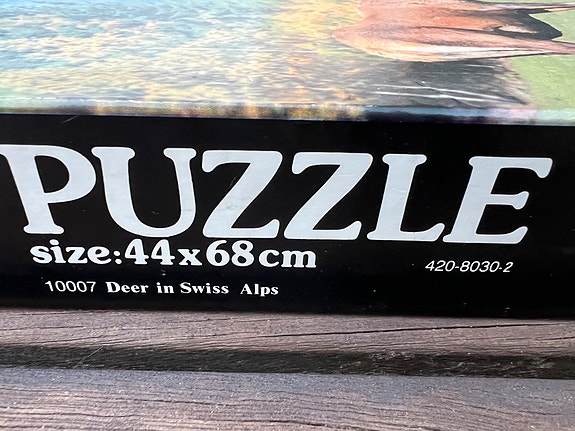 PUZZLE
size:44x68cm
420-8030-2
10007 Deer in Swiss Alps